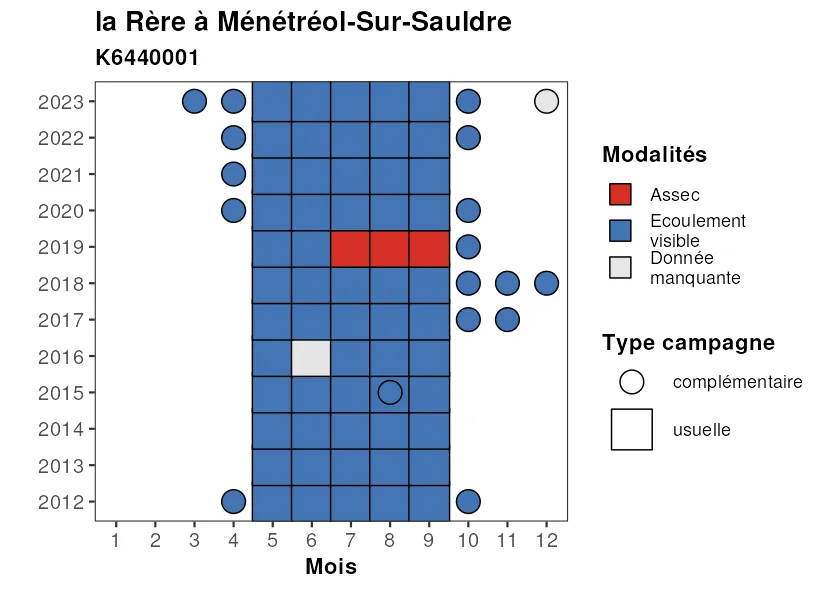 la Rère à Ménétréol-Sur-Sauldre
K6440001
2023
2022
2021
2020
2019
2018
2017
2016
2015
2014
2013
2012
1 2 3 4 5 6 7 8 9 10 11 12
Mois
Modalités
Assec
Ecoulement
visible
Donnée
manquante
Type campagne
complémentaire
usuelle